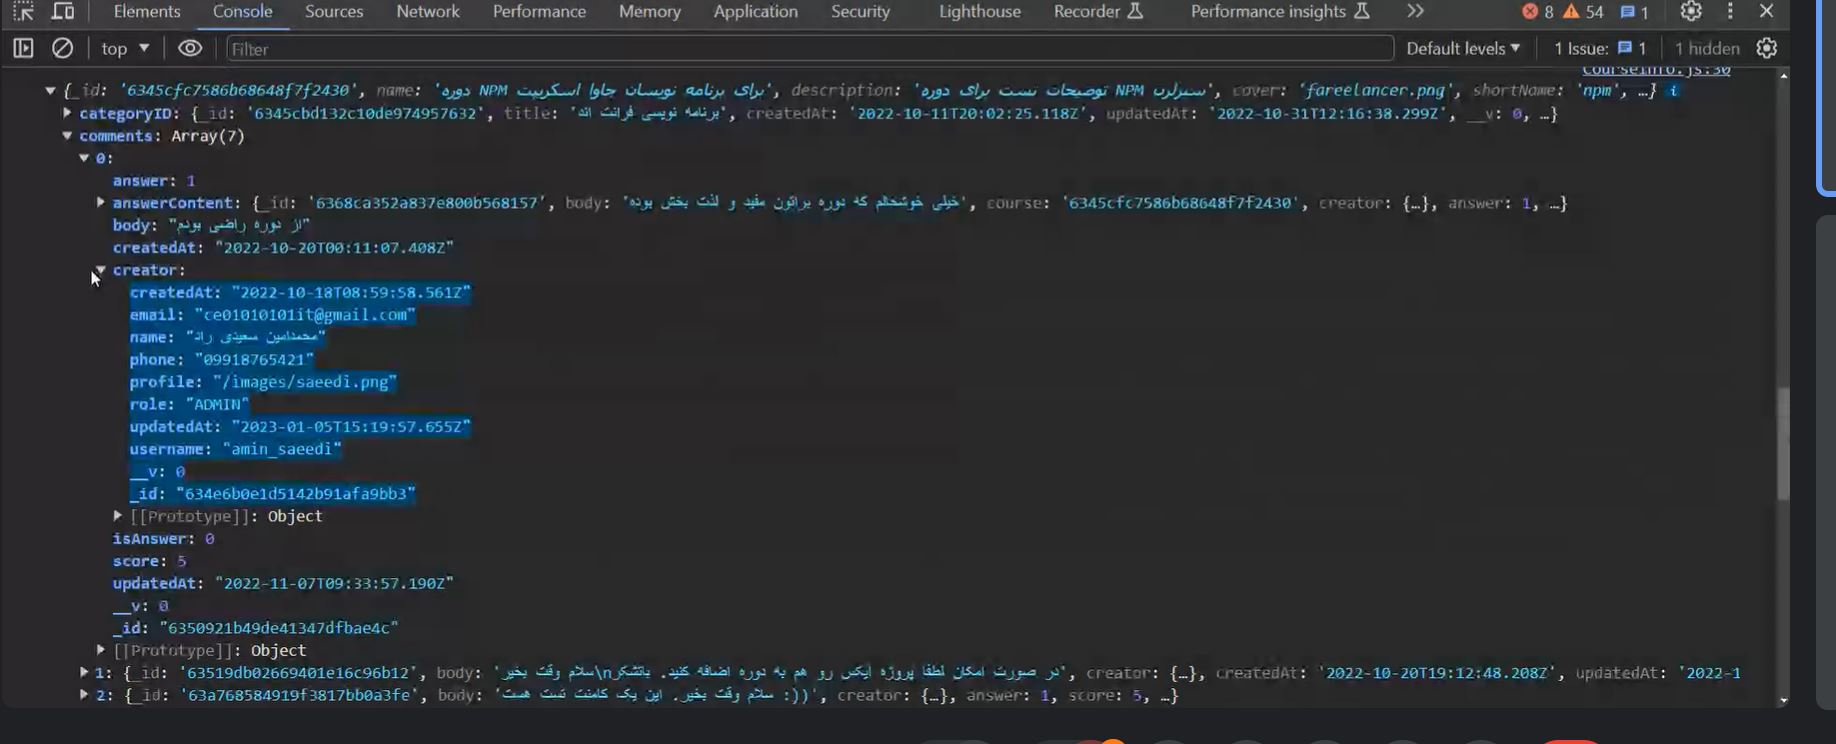 Elements Console Sources Network Performance Memory Application Security Lighthouse Recorder Performance insights 8 54 1
top Filter Default levels 1 Issue: 1 1 hidden
CourseInfo.js:30
{_id: '6345cfc7586b68648f7f2430', name: 'دوره NPM برای برنامه نویسان جاوا اسکریپت', description: 'توضیحات تست برای دوره NPM سبزلرن', cover: 'fareelancer.png', shortName: 'npm', …} i
categoryID: {_id: '6345cbd132c10de974957632', title: 'برنامه نویسی فرانت اند', createdAt: '2022-10-11T20:02:25.118Z', updatedAt: '2022-10-31T12:16:38.299Z', __v: 0, …}
comments: Array(7)
0:
answer: 1
answerContent: {_id: '6368ca352a837e800b568157', body: 'خیلی خوشحالم که دوره براتون مفید و لذت بخش بوده', course: '6345cfc7586b68648f7f2430', creator: {…}, answer: 1, …}
body: "از دوره راضی بودم"
createdAt: "2022-10-20T00:11:07.408Z"
creator:
createdAt: "2022-10-18T08:59:58.561Z"
email: "ce01010101it@gmail.com"
name: "محمدامین سعیدی راد"
phone: "09918765421"
profile: "/images/saeedi.png"
role: "ADMIN"
updatedAt: "2023-01-05T15:19:57.655Z"
username: "amin_saeedi"
__v: 0
_id: "634e6b0e1d5142b91afa9bb3"
[[Prototype]]: Object
isAnswer: 0
score: 5
updatedAt: "2022-11-07T09:33:57.190Z"
__v: 0
_id: "6350921b49de41347dfbae4c"
[[Prototype]]: Object
1: {_id: '63519db02669401e16c96b12', body: 'سلام وقت بخیر\nدر صورت امکان لطفا پروژه ایکس رو هم به دوره اضافه کنید. باتشکر', creator: {…}, createdAt: '2022-10-20T19:12:48.208Z', updatedAt: '2022-1
2: {_id: '63a768584919f3817bb0a3fe', body: 'سلام وقت بخیر. این یک کامنت تست هست :))', creator: {…}, answer: 1, score: 5, …}